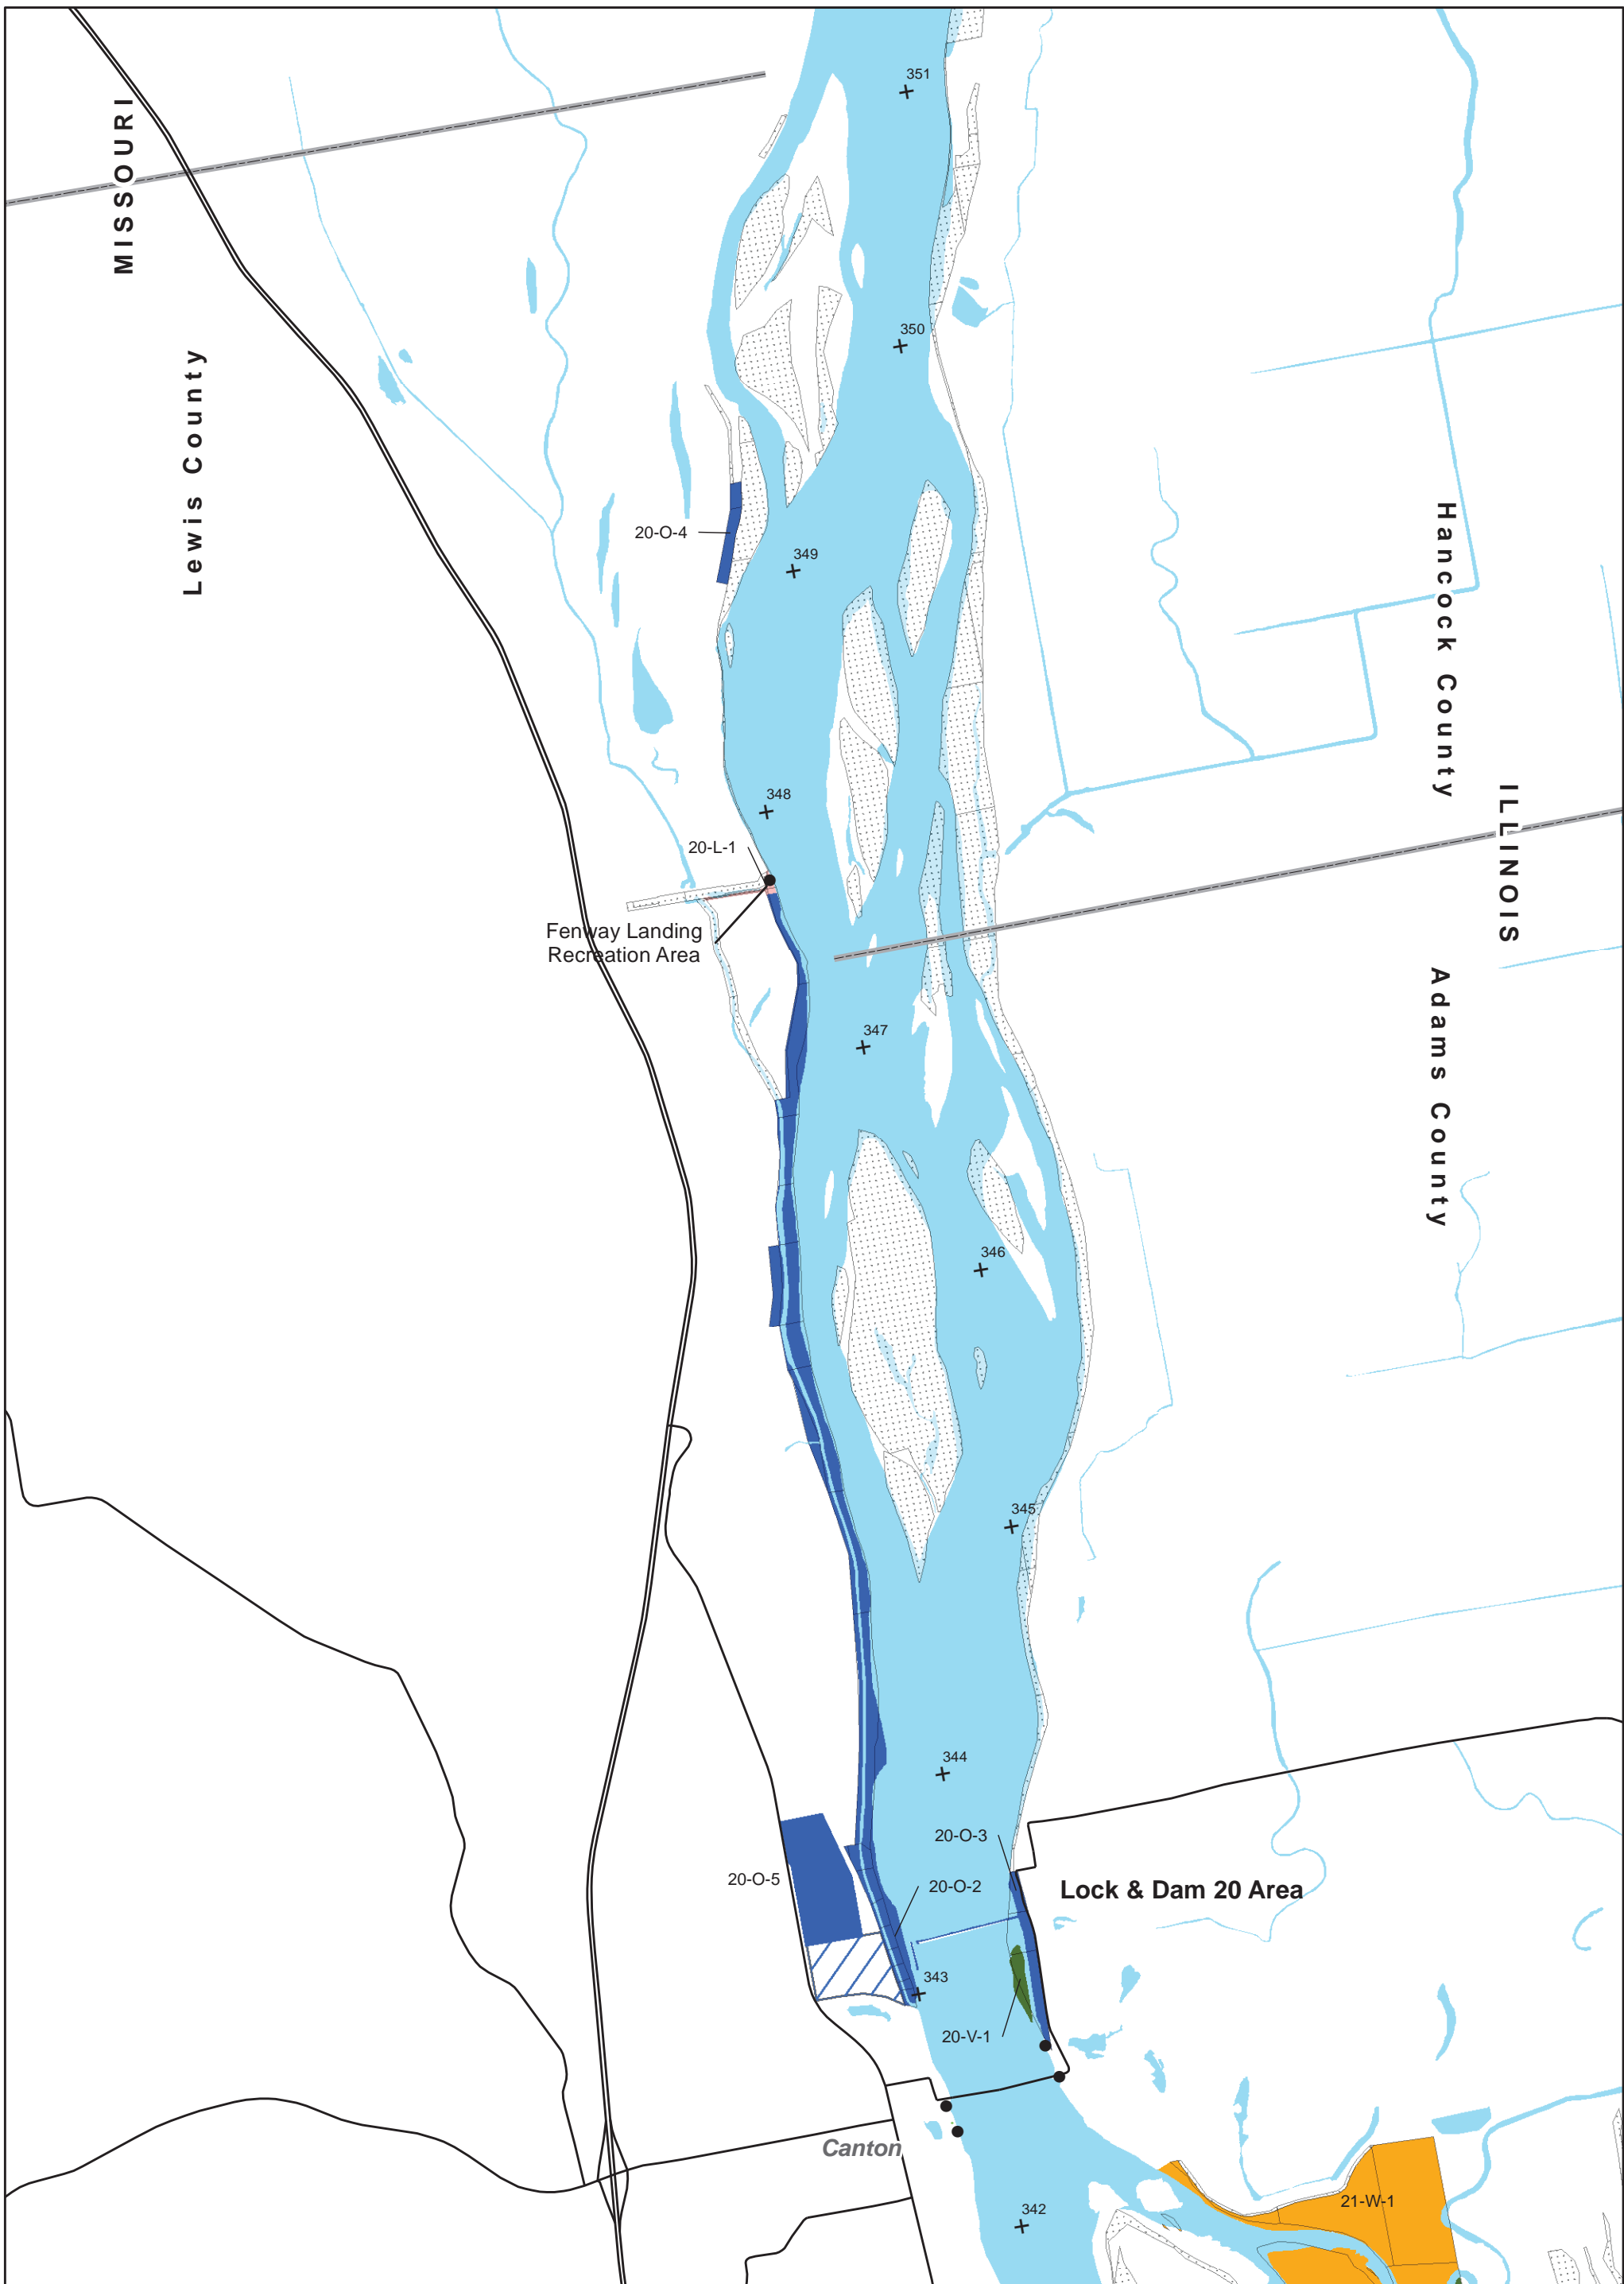 351
MISSOURI
350
Lewis County
20-O-4
349
Hancock County
348
ILLINOIS
20-L-1
Fenway Landing
Recreation Area
347
Adams County
346
345
344
20-O-3
20-O-5
20-O-2
Lock & Dam 20 Area
343
20-V-1
Canton
21-W-1
342